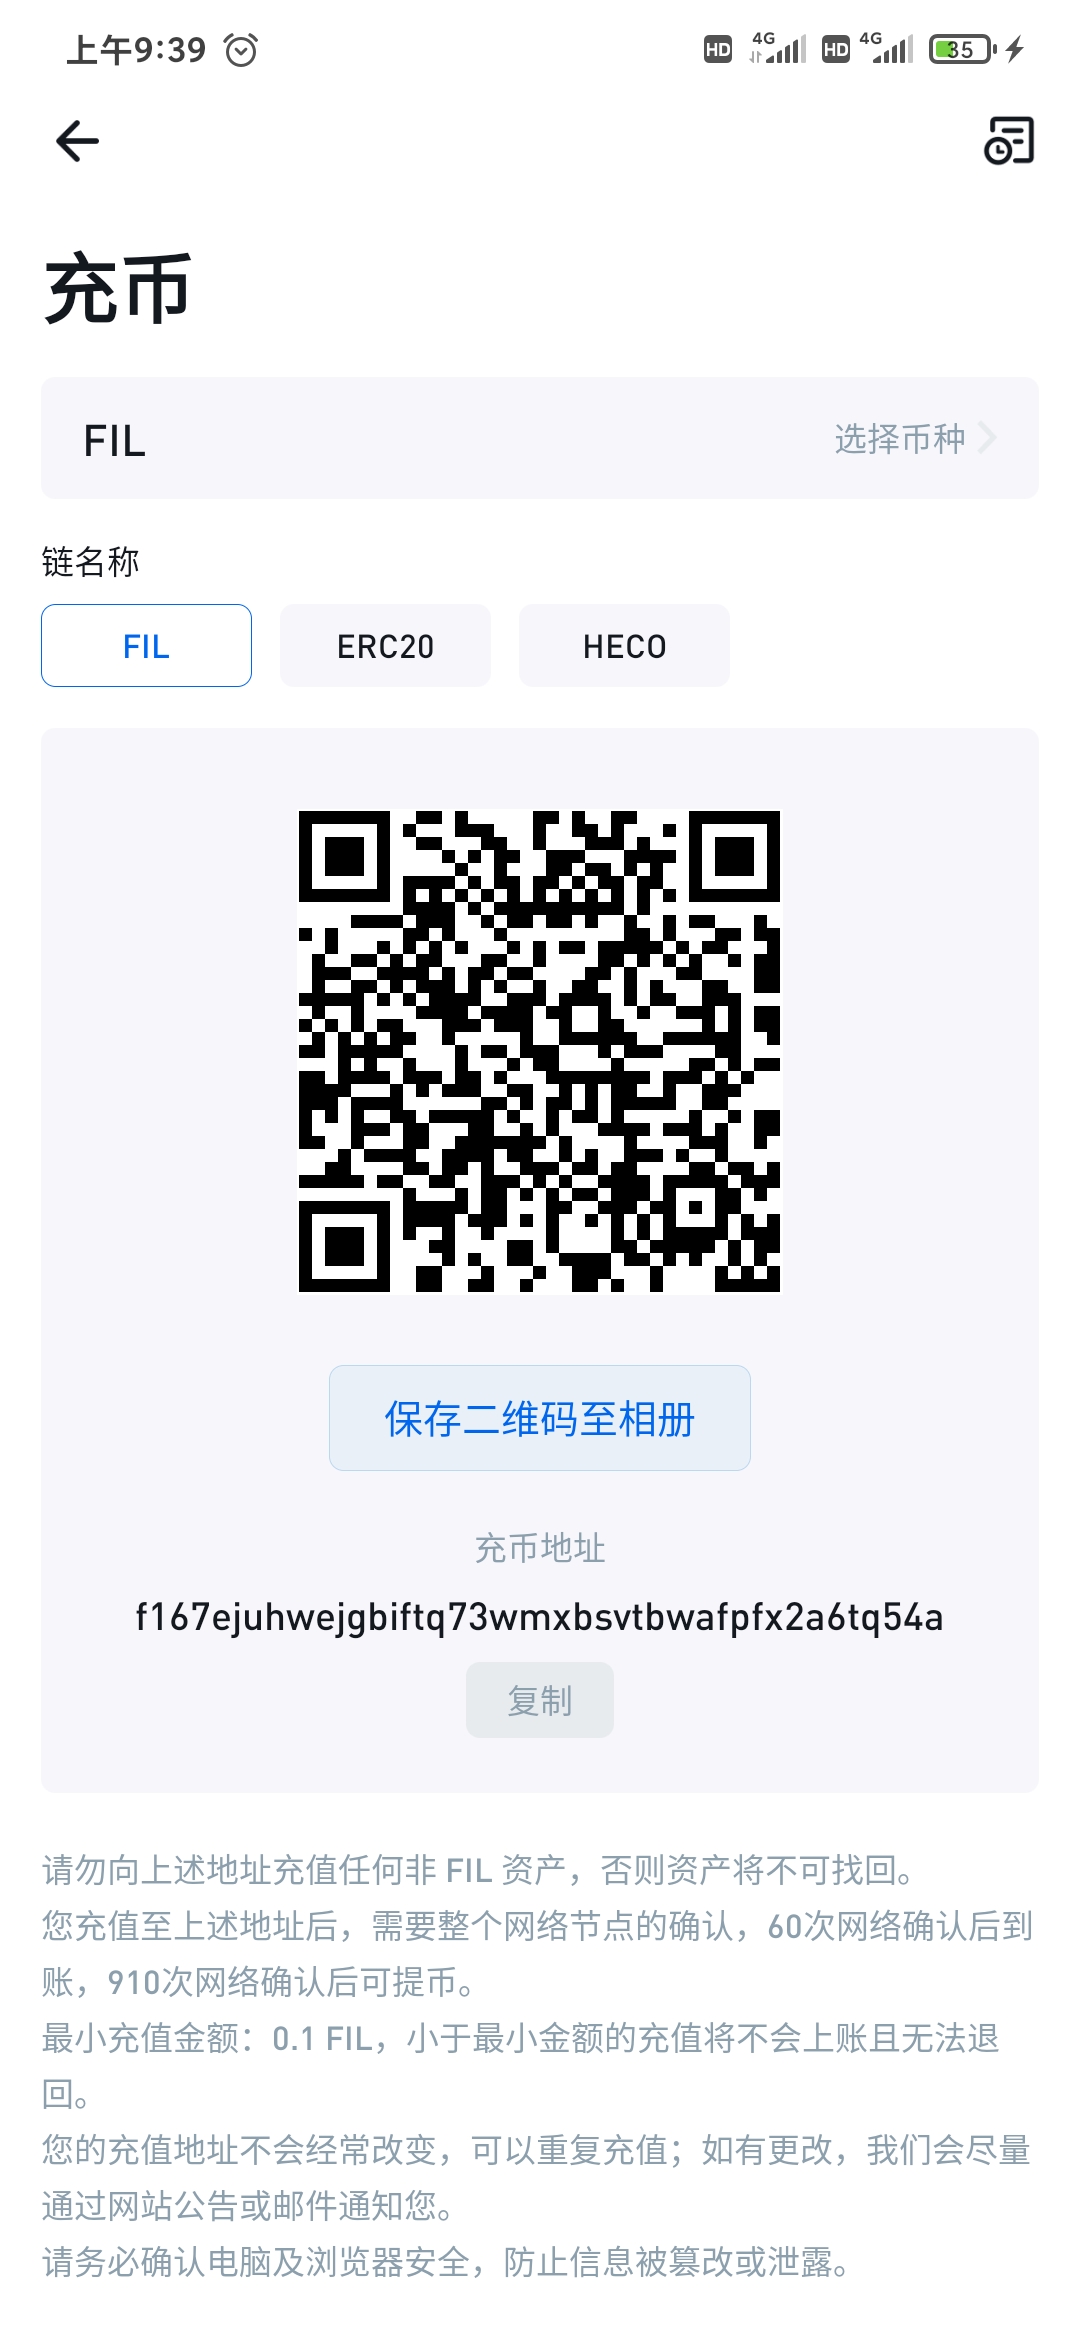 上午9:39
HD 4G HD 4G 35
充币
FIL 选择币种
链名称
FIL ERC20 HECO
保存二维码至相册
充币地址
f167ejuhwejgbiftq73wmxbsvtbwafpfx2a6tq54a
复制
请勿向上述地址充值任何非 FIL 资产，否则资产将不可找回。
您充值至上述地址后，需要整个网络节点的确认，60次网络确认后到
账，910次网络确认后可提币。
最小充值金额：0.1 FIL，小于最小金额的充值将不会上账且无法退
回。
您的充值地址不会经常改变，可以重复充值；如有更改，我们会尽量
通过网站公告或邮件通知您。
请务必确认电脑及浏览器安全，防止信息被篡改或泄露。